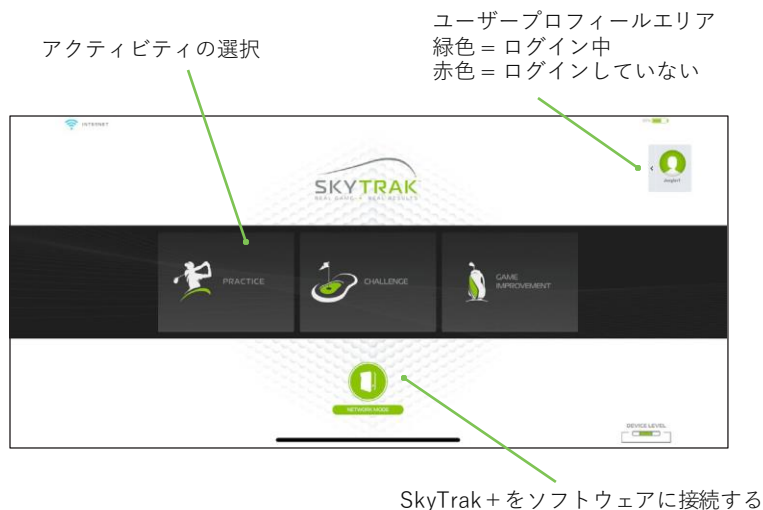 ユーザープロフィールエリア
緑色 = ログイン中
赤色 = ログインしていない
アクティビティの選択
INTERNET
SKYTRAK
REAL GAME. REAL RESULTS
PRACTICE
CHALLENGE
GAME
IMPROVEMENT
NETWORK MODE
DEVICE LEVEL
SkyTrak+をソフトウェアに接続する